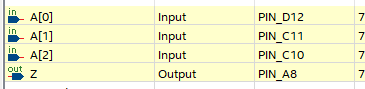 in A[0] Input PIN_D12 7
in A[1] Input PIN_C11 7
in A[2] Input PIN_C10 7
out Z Output PIN_A8 7